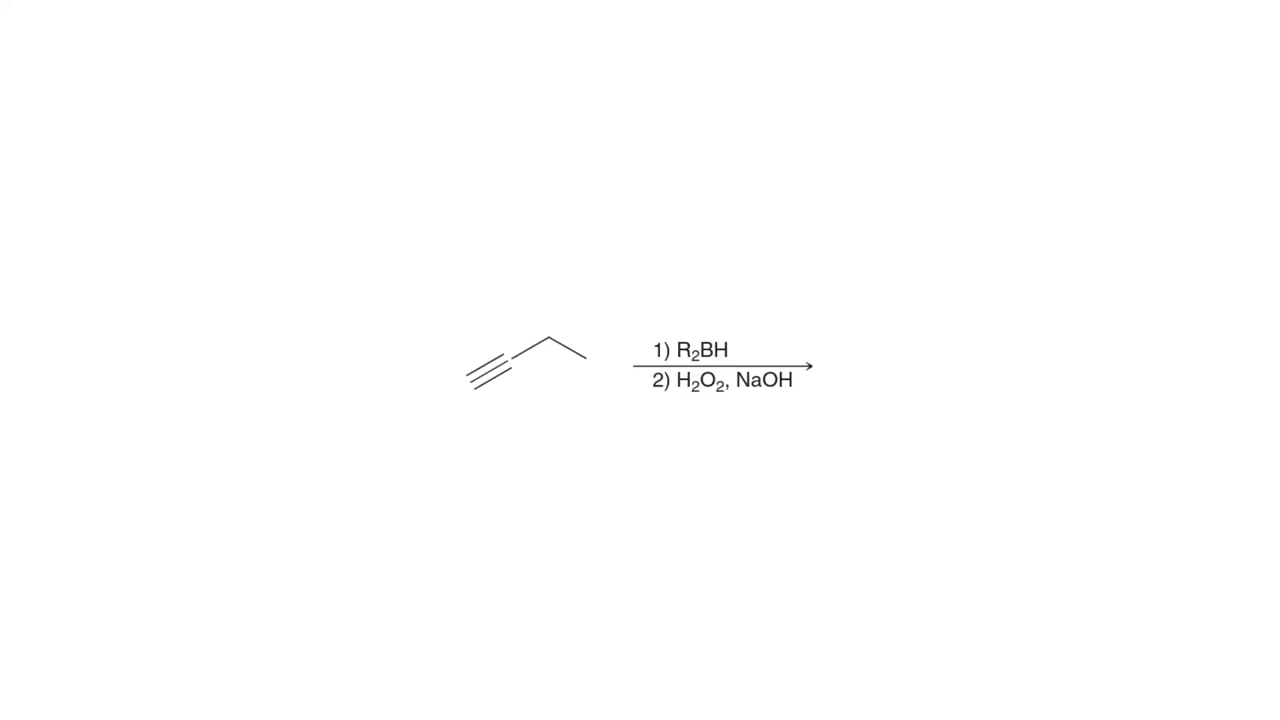 1) R₂BH
2) H₂O₂, NaOH